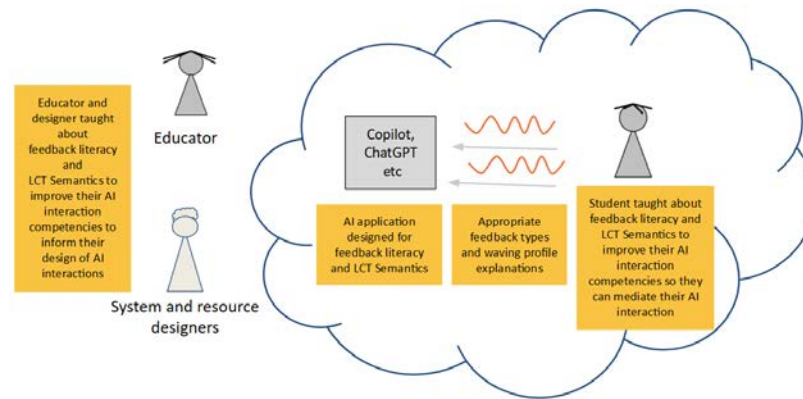 Educator and
designer taught
about
feedback literacy
and
LCT Semantics to
improve their AI
interaction
competencies to
inform their
design of AI
interactions
Educator
System and resource
designers
Copilot,
ChatGPT
etc
AI application
designed for
feedback literacy
and LCT Semantics
Appropriate
feedback types
and waving profile
explanations
Student taught about
feedback literacy and
LCT Semantics to
improve their AI
interaction
competencies so they
can mediate their AI
interaction